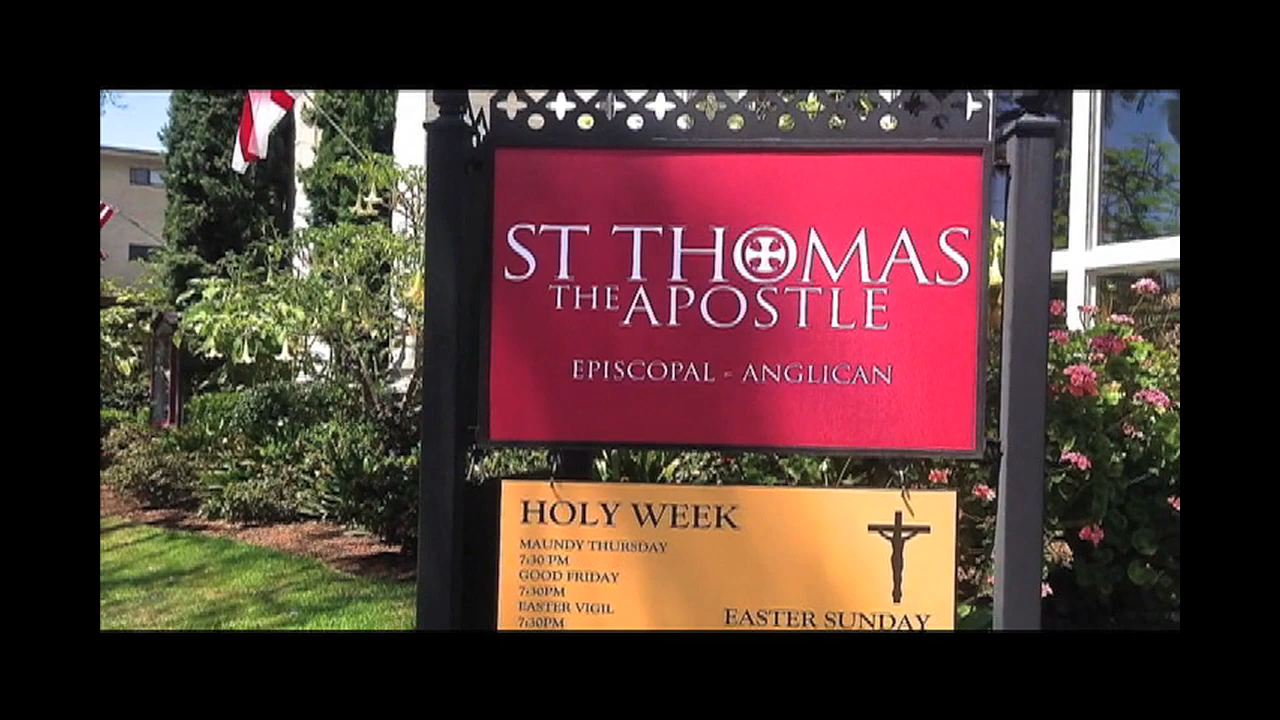 ST THOMAS
THE APOSTLE
EPISCOPAL - ANGLICAN
HOLY WEEK
MAUNDY THURSDAY
7:30 PM
GOOD FRIDAY
7:30PM
EASTER VIGIL
7:30PM
EASTER SUNDAY